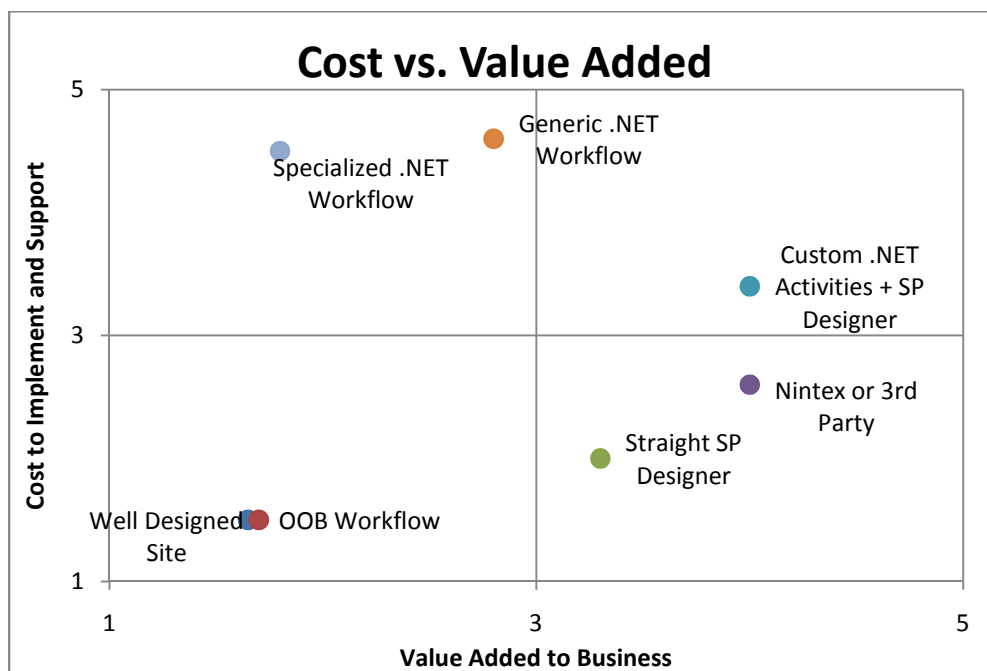 Cost vs. Value Added
Cost to Implement and Support
5
3
1
Generic .NET
Workflow
Specialized .NET
Workflow
Custom .NET
Activities + SP
Designer
Nintex or 3rd
Party
Straight SP
Designer
Well Designed
Site
OOB Workflow
1
3
5
Value Added to Business